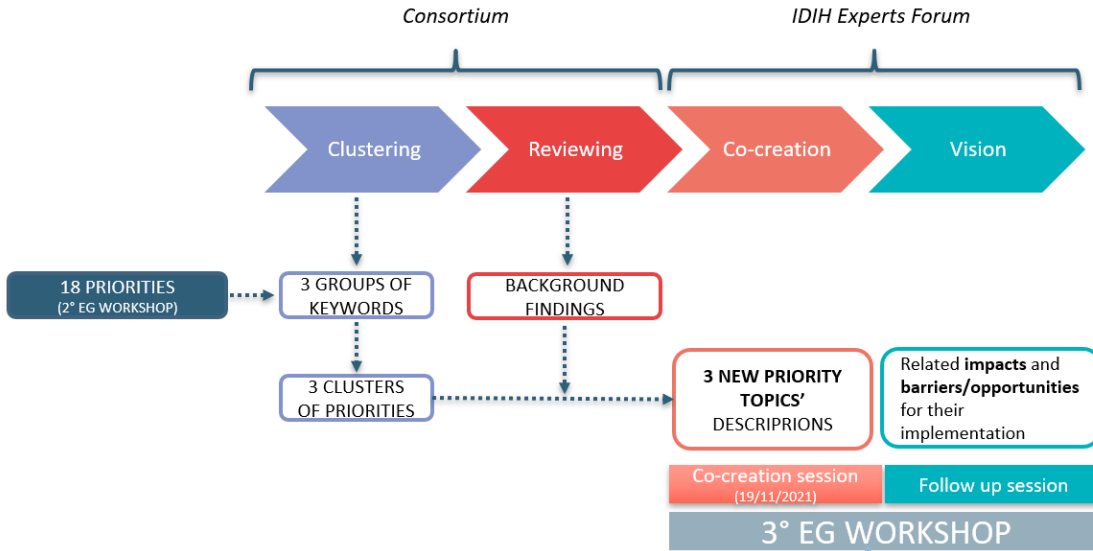 Consortium
IDIH Experts Forum
Clustering
Reviewing
Co-creation
Vision
18 PRIORITIES
(2° EG WORKSHOP)
3 GROUPS OF
KEYWORDS
BACKGROUND
FINDINGS
3 CLUSTERS
OF PRIORITIES
3 NEW PRIORITY
TOPICS’
DESCRIPRIONS
Related impacts and
barriers/opportunities
for their
implementation
Co-creation session
(19/11/2021)
Follow up session
3° EG WORKSHOP